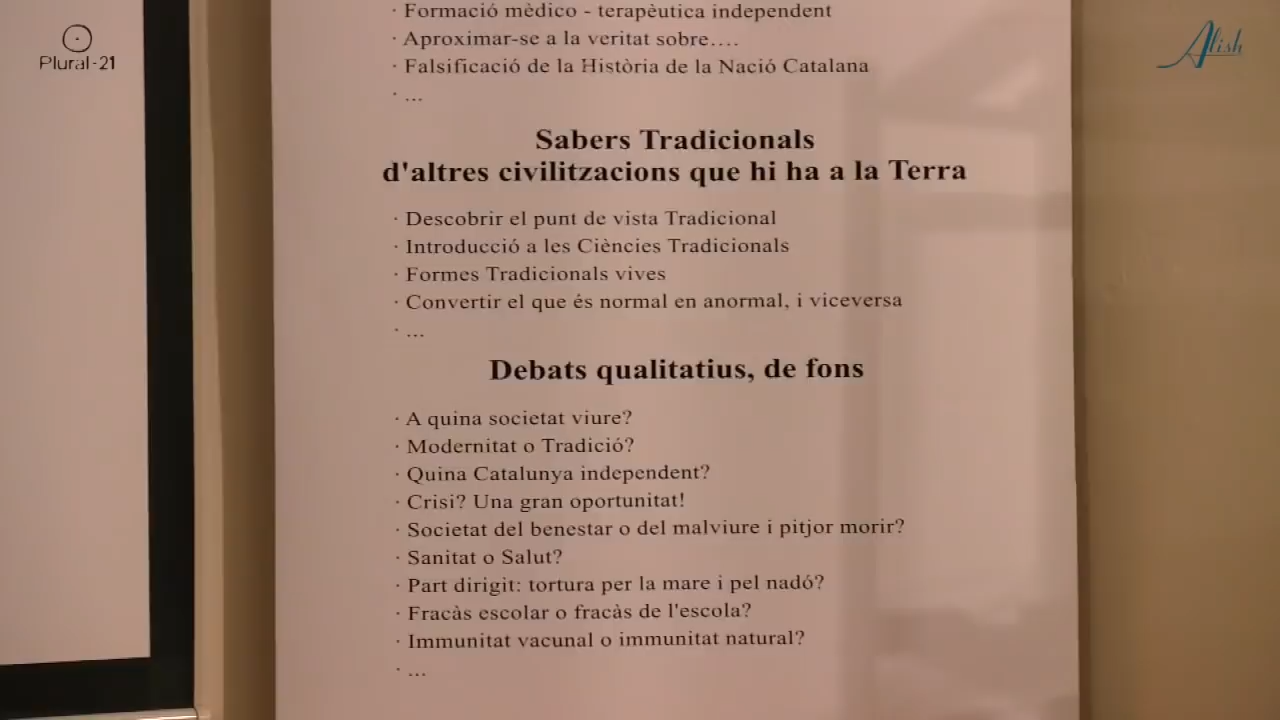 Plural-21
Alish
· Formació mèdico - terapèutica independent
· Aproximar-se a la veritat sobre….
· Falsificació de la Història de la Nació Catalana
· ...
Sabers Tradicionals
d'altres civilitzacions que hi ha a la Terra
· Descobrir el punt de vista Tradicional
· Introducció a les Ciències Tradicionals
· Formes Tradicionals vives
· Convertir el que és normal en anormal, i viceversa
· ...
Debats qualitatius, de fons
· A quina societat viure?
· Modernitat o Tradició?
· Quina Catalunya independent?
· Crisi? Una gran oportunitat!
· Societat del benestar o del malviure i pitjor morir?
· Sanitat o Salut?
· Part dirigit: tortura per la mare i pel nadó?
· Fracàs escolar o fracàs de l'escola?
· Immunitat vacunal o immunitat natural?
· ...